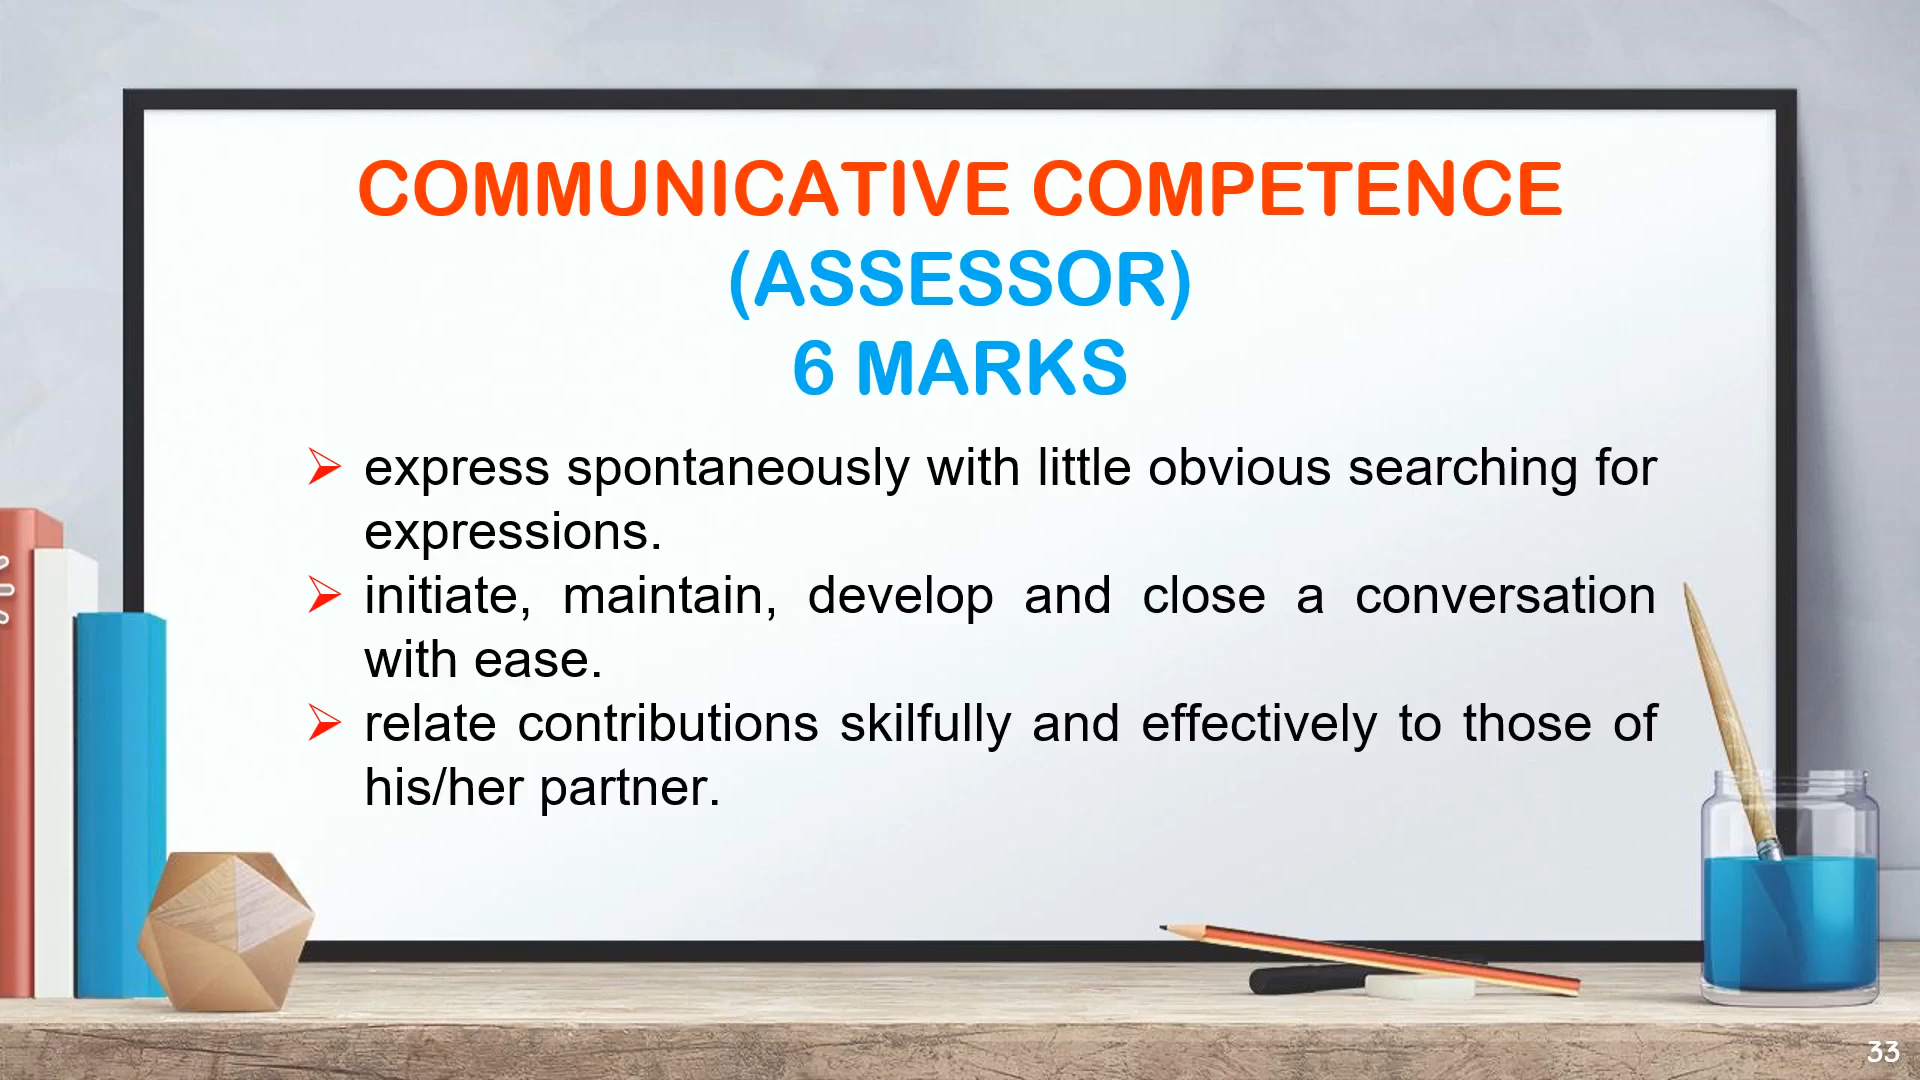 COMMUNICATIVE COMPETENCE
(ASSESSOR)
6 MARKS
express spontaneously with little obvious searching for
expressions.
initiate, maintain, develop and close a conversation
with ease.
relate contributions skilfully and effectively to those of
his/her partner.
33